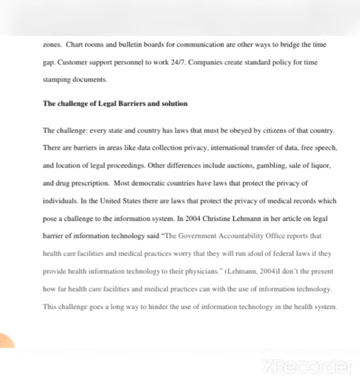 zones.  Chart rooms and bulletin boards for communication are other ways to bridge the time
gap. Customer support personnel to work 24/7. Companies create standard policy for time
stamping documents.
The challenge of Legal Barriers and solution
The challenge: every state and country has laws that must be obeyed by citizens of that country.
There are barriers in areas like data collection privacy, international transfer of data, free speech,
and location of legal proceedings. Other differences include auctions, gambling, sale of liquor,
and drug prescription.  Most democratic countries have laws that protect the privacy of
individuals. In the United States there are laws that protect the privacy of medical records which
pose a challenge to the information system. In 2004 Christine Lehmann in her article on legal
barrier of information technology said "The Government Accountability Office reports that
health care facilities and medical practices worry that they will run afoul of federal laws if they
provide health information technology to their physicians." (Lehmann, 2004)I don't the present
how far health care facilities and medical practices can with the use of information technology.
This challenge goes a long way to hinder the use of information technology in the health system.
XRecorder